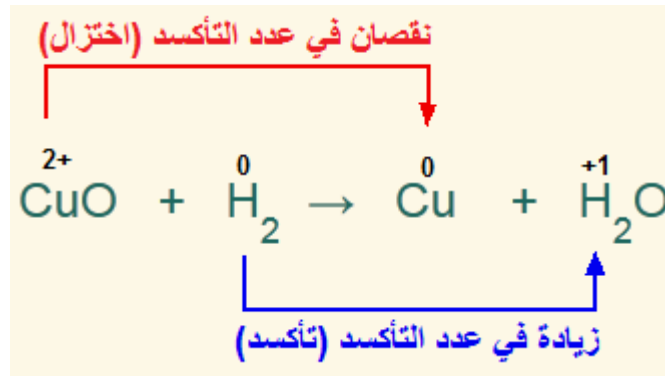 نقصان في عدد التأكسد (اختزال)
2+ 0 0 +1
CuO + H₂ → Cu + H₂O
زيادة في عدد التأكسد (تأكسد)